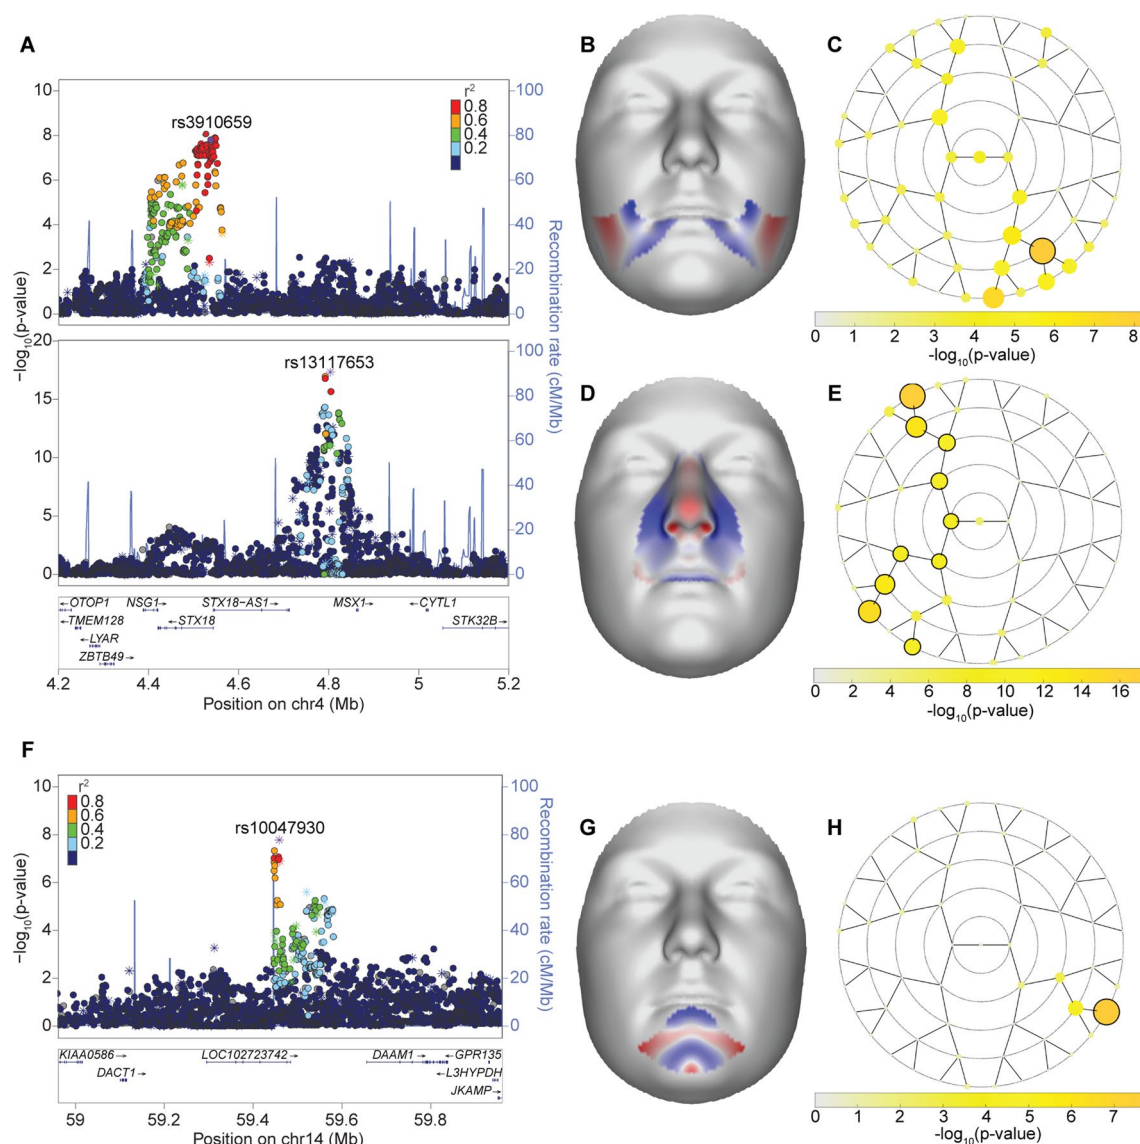 A
B
C
r²
0.8
0.6
0.4
0.2
rs3910659
10
8
6
4
2
0
100
80
60
40
20
0
−log₁₀(p-value)
Recombination rate (cM/Mb)
0 1 2 3 4 5 6 7 8
-log₁₀(p-value)
D
E
rs13117653
20
15
10
5
0
100
80
60
40
20
0
←OTOP1 NSG1→ STX18−AS1→ MSX1→ ←CYTL1
←TMEM128 ←STX18 STK32B→
←LYAR
ZBTB49→
4.2 4.4 4.6 4.8 5 5.2
Position on chr4 (Mb)
0 2 4 6 8 10 12 14 16
-log₁₀(p-value)
F
G
H
r²
0.8
0.6
0.4
0.2
rs10047930
10
8
6
4
2
0
100
80
60
40
20
0
−log₁₀(p-value)
Recombination rate (cM/Mb)
KIAA0586→ LOC102723742→ DAAM1→ ←GPR135
DACT1→ ←L3HYPDH
JKAMP→
59 59.2 59.4 59.6 59.8
Position on chr14 (Mb)
0 1 2 3 4 5 6 7
-log₁₀(p-value)